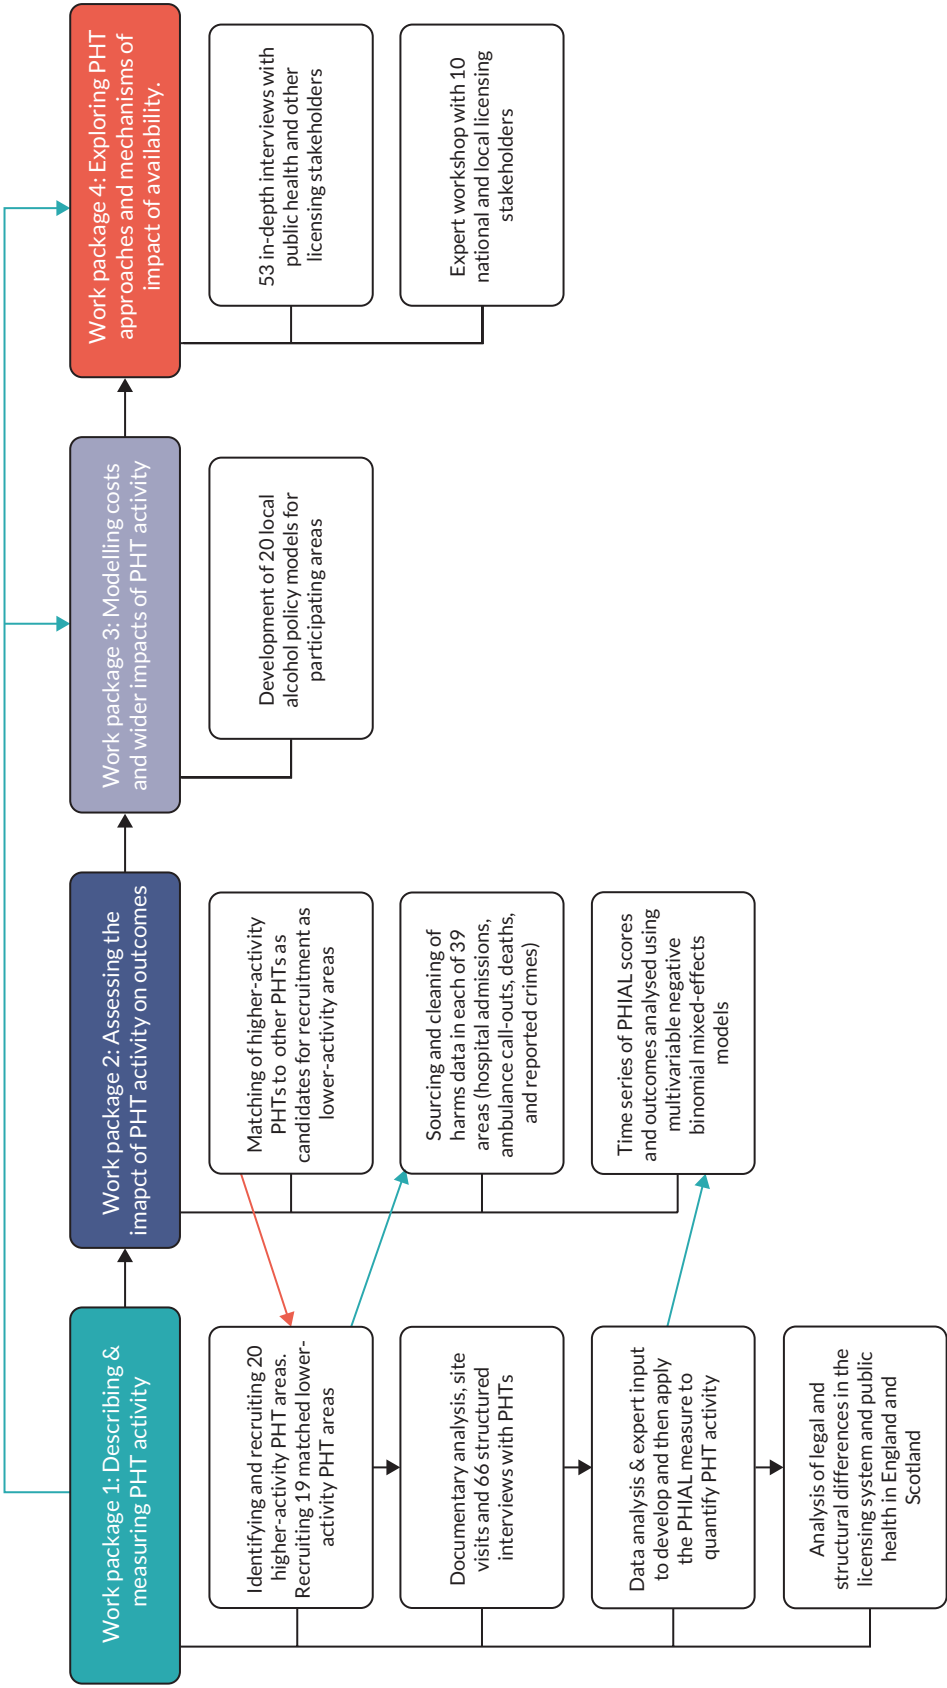 Work package 1: Describing &
measuring PHT activity
Identifying and recruiting 20
higher-activity PHT areas.
Recruiting 19 matched lower-
activity PHT areas
Documentary analysis, site
visits and 66 structured
interviews with PHTs
Data analysis & expert input
to develop and then apply
the PHIAL measure to
quantify PHT activity
Analysis of legal and
structural differences in the
licensing system and public
health in England and
Scotland
Work package 2: Assessing the
imapct of PHT activity on outcomes
Matching of higher-activity
PHTs to other PHTs as
candidates for recruitment as
lower-activity areas
Sourcing and cleaning of
harms data in each of 39
areas (hospital admissions,
ambulance call-outs, deaths,
and reported crimes)
Time series of PHIAL scores
and outcomes analysed using
multivariable negative
binomial mixed-effects
models
Work package 3: Modelling costs
and wider impacts of PHT activity
Development of 20 local
alcohol policy models for
participating areas
Work package 4: Exploring PHT
approaches and mechanisms of
impact of availability.
53 in-depth interviews with
public health and other
licensing stakeholders
Expert workshop with 10
national and local licensing
stakeholders